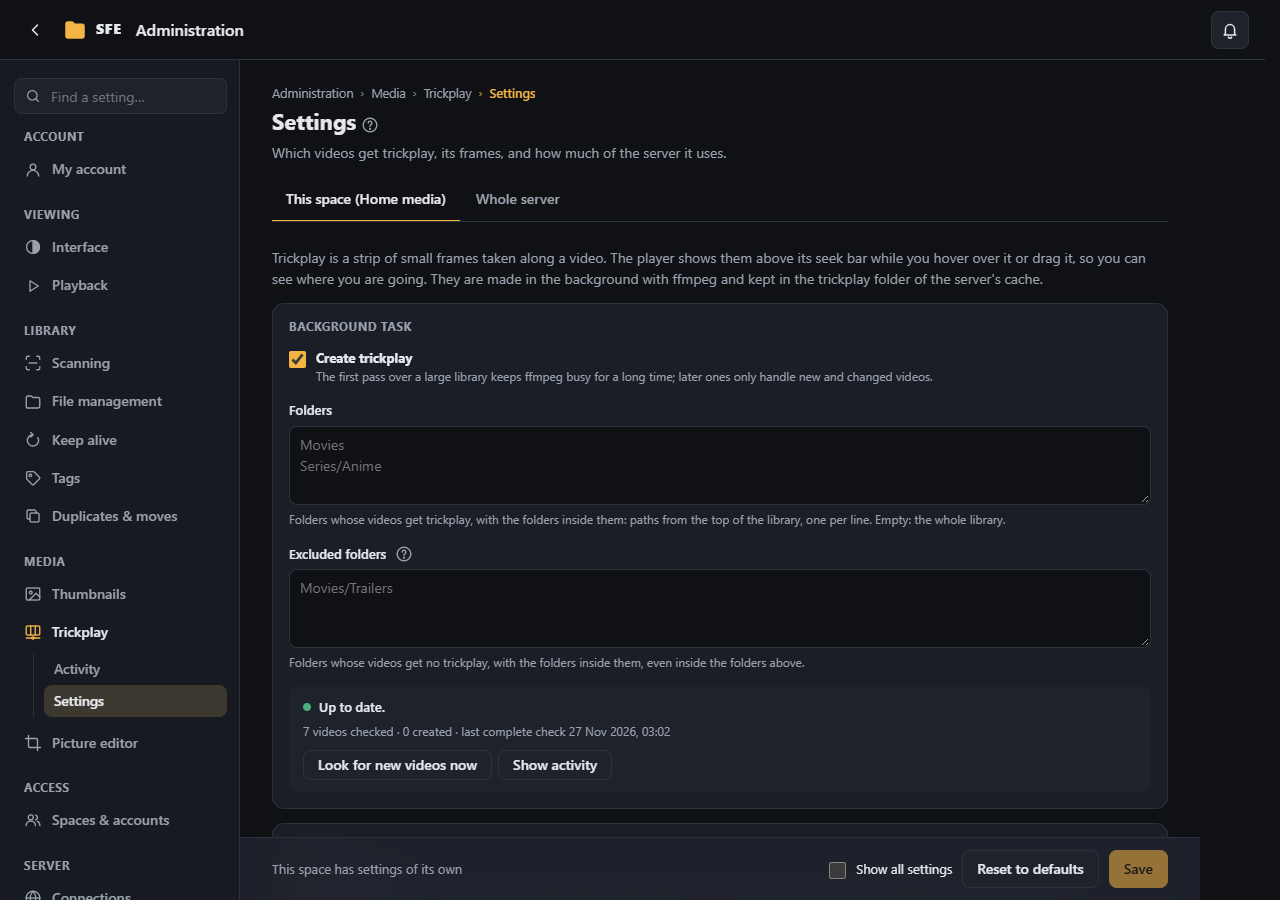 SFE Administration
Find a setting...
ACCOUNT
My account
VIEWING
Interface
Playback
LIBRARY
Scanning
File management
Keep alive
Tags
Duplicates & moves
MEDIA
Thumbnails
Trickplay
Activity
Settings
Picture editor
ACCESS
Spaces & accounts
SERVER
Connections
Administration › Media › Trickplay › Settings
Settings ?
Which videos get trickplay, its frames, and how much of the server it uses.
This space (Home media) Whole server
Trickplay is a strip of small frames taken along a video. The player shows them above its seek bar while you hover over it or drag it, so you can
see where you are going. They are made in the background with ffmpeg and kept in the trickplay folder of the server's cache.
BACKGROUND TASK
Create trickplay
The first pass over a large library keeps ffmpeg busy for a long time; later ones only handle new and changed videos.
Folders
Movies
Series/Anime
Folders whose videos get trickplay, with the folders inside them: paths from the top of the library, one per line. Empty: the whole library.
Excluded folders ?
Movies/Trailers
Folders whose videos get no trickplay, with the folders inside them, even inside the folders above.
Up to date.
7 videos checked · 0 created · last complete check 27 Nov 2026, 03:02
Look for new videos now Show activity
This space has settings of its own Show all settings Reset to defaults Save